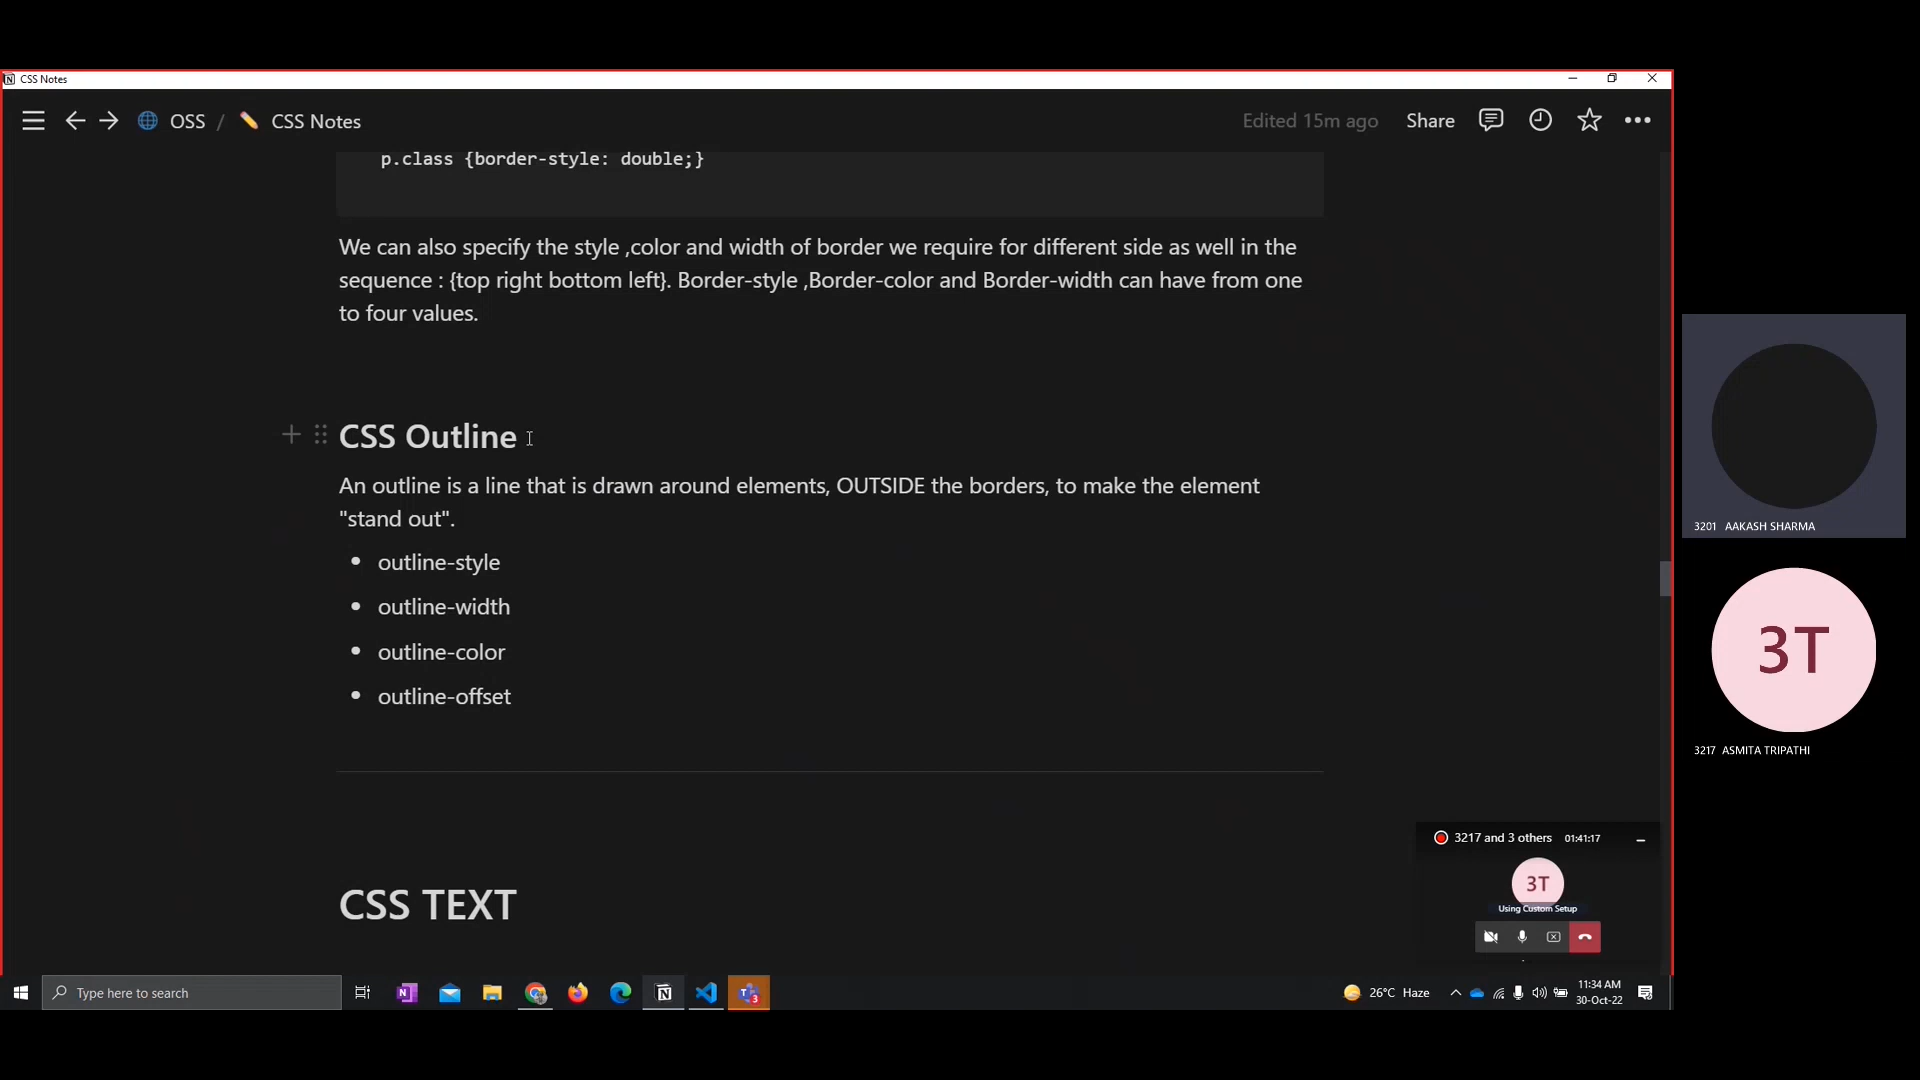 CSS Notes
OSS / CSS Notes
Edited 15m ago Share
p.class {border-style: double;}
We can also specify the style ,color and width of border we require for different side as well in the
sequence : {top right bottom left}. Border-style ,Border-color and Border-width can have from one
to four values.
CSS Outline
An outline is a line that is drawn around elements, OUTSIDE the borders, to make the element
"stand out".
• outline-style
• outline-width
• outline-color
• outline-offset
CSS TEXT
3201 AAKASH SHARMA
3T
3217 ASMITA TRIPATHI
3217 and 3 others 01:41:17
3T
Using Custom Setup
Type here to search
26°C Haze
11:34 AM
30-Oct-22